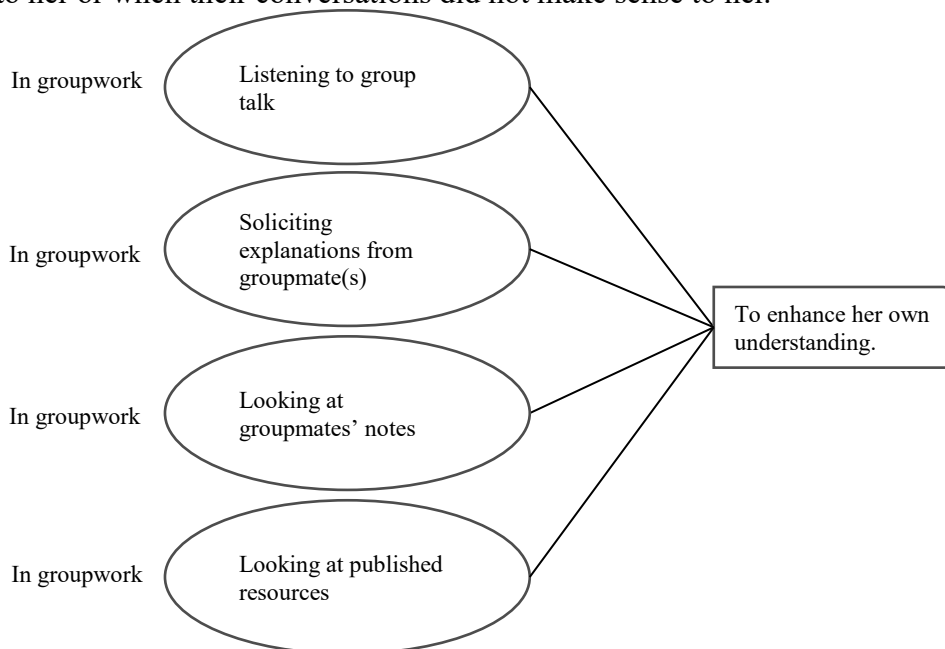 to her or when their conversations did not make sense to her.
In groupwork
Listening to group
talk
In groupwork
Soliciting
explanations from
groupmate(s)
To enhance her own
understanding.
In groupwork
Looking at
groupmates’ notes
In groupwork
Looking at published
resources